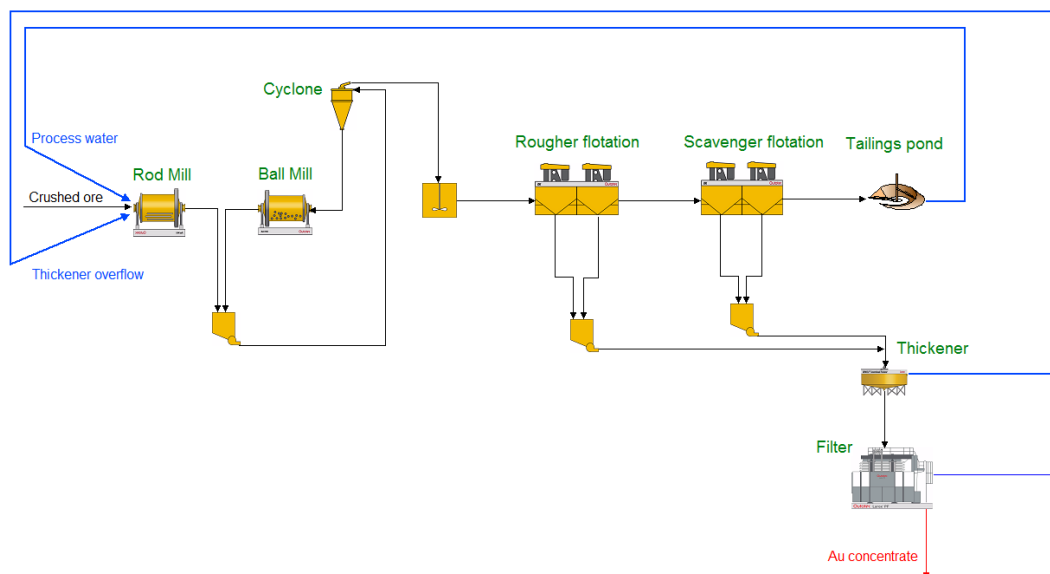 Cyclone
Rougher flotation
Scavenger flotation
Tailings pond
Process water
Rod Mill
Ball Mill
Crushed ore
Thickener overflow
Thickener
Filter
Au concentrate